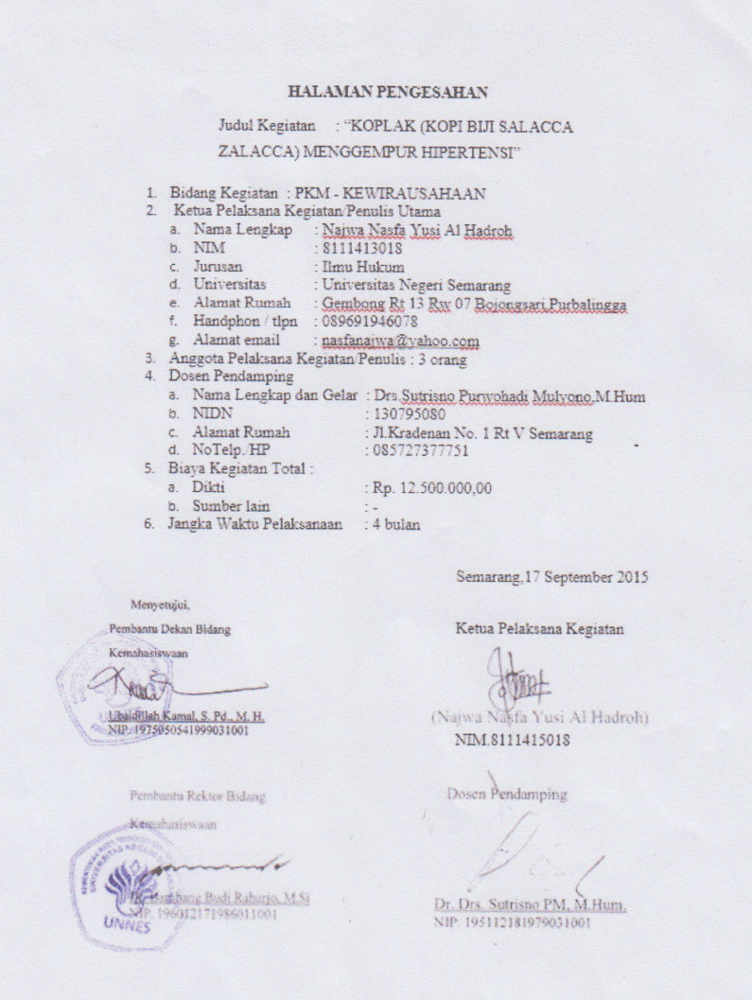 HALAMAN PENGESAHAN
Judul Kegiatan : “KOPLAK (KOPI BIJI SALACCA
ZALACCA) MENGGEMPUR HIPERTENSI”
1. Bidang Kegiatan : PKM - KEWIRAUSAHAAN
2. Ketua Pelaksana Kegiatan/Penulis Utama
a. Nama Lengkap : Najwa Nasfa Yusi Al Hadroh
b. NIM : 8111413018
c. Jurusan : Ilmu Hukum
d. Universitas : Universitas Negeri Semarang
e. Alamat Rumah : Gembong Rt 13 Rw 07 Bojongsari,Purbalingga
f. Handphon / tlpn : 089691946078
g. Alamat email : nasfanajwa@yahoo.com
3. Anggota Pelaksana Kegiatan/Penulis : 3 orang
4. Dosen Pendamping
a. Nama Lengkap dan Gelar : Drs.Sutrisno Purwohadi Mulyono,M.Hum
b. NIDN : 130795080
c. Alamat Rumah : Jl.Kradenan No. 1 Rt V Semarang
d. NoTelp./HP : 085727377751
5. Biaya Kegiatan Total :
a. Dikti : Rp. 12.500.000,00
b. Sumber lain : -
6. Jangka Waktu Pelaksanaan : 4 bulan
Semarang,17 September 2015
Menyetujui,
Pembantu Dekan Bidang
Kemahasiswaan
Ketua Pelaksana Kegiatan
Ubaidillah Kamal, S. Pd., M. H.
NIP. 197505041999031001
(Najwa Nasfa Yusi Al Hadroh)
NIM.8111415018
Pembantu Rektor Bidang
Kemahasiswaan
Dosen Pendamping
Bambang Budi Raharjo, M.Si
NIP. 196012171986011001
UNNES
Dr. Drs. Sutrisno PM, M.Hum.
NIP. 195112181979031001